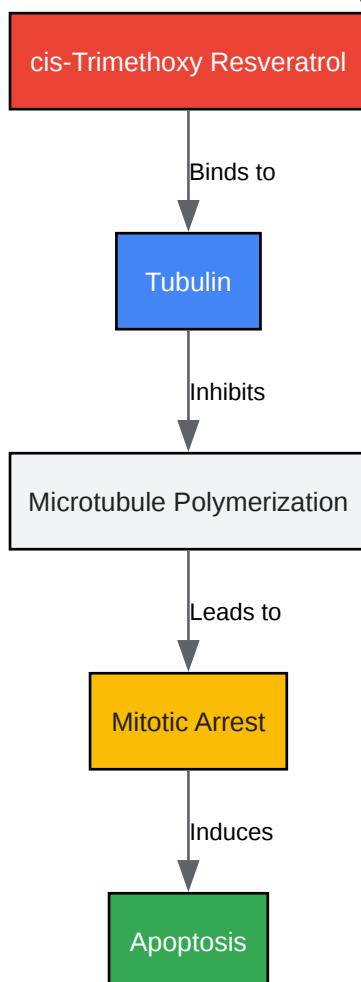 cis-Trimethoxy Resveratrol
Binds to
Tubulin
Inhibits
Microtubule Polymerization
Leads to
Mitotic Arrest
Induces
Apoptosis